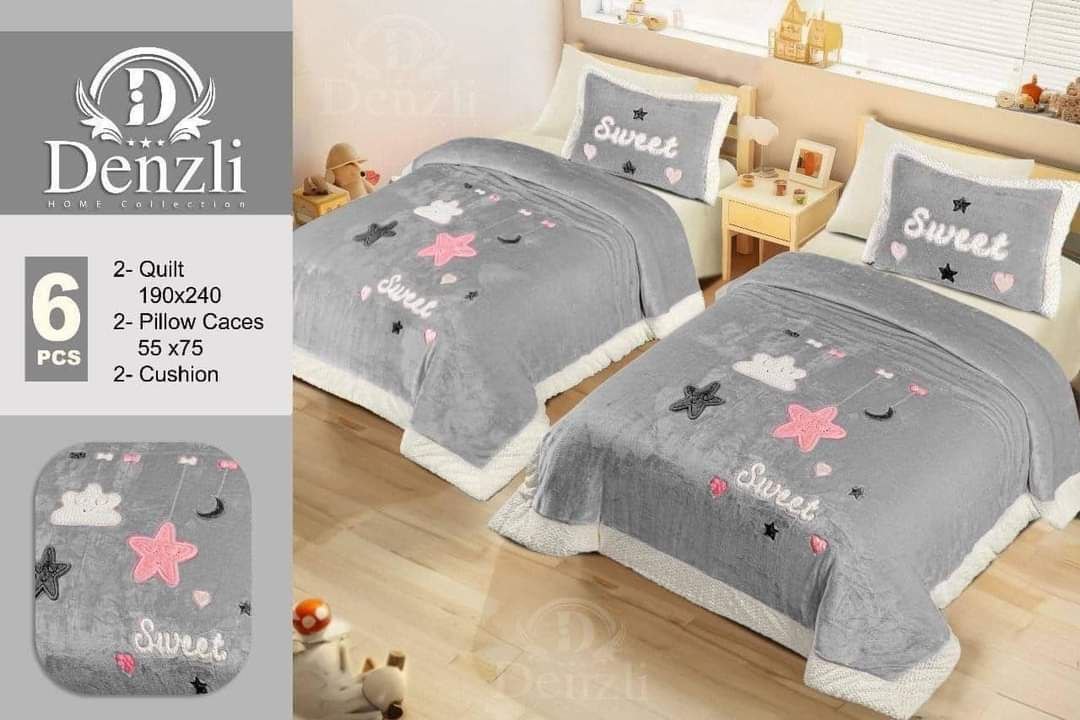 D
Denzli
HOME Collection
6
PCS
2- Quilt
190x240
2- Pillow Caces
55 x75
2- Cushion
Sweet
Denzli
Sweet
Sweet
Sweet
Sweet
Denzli